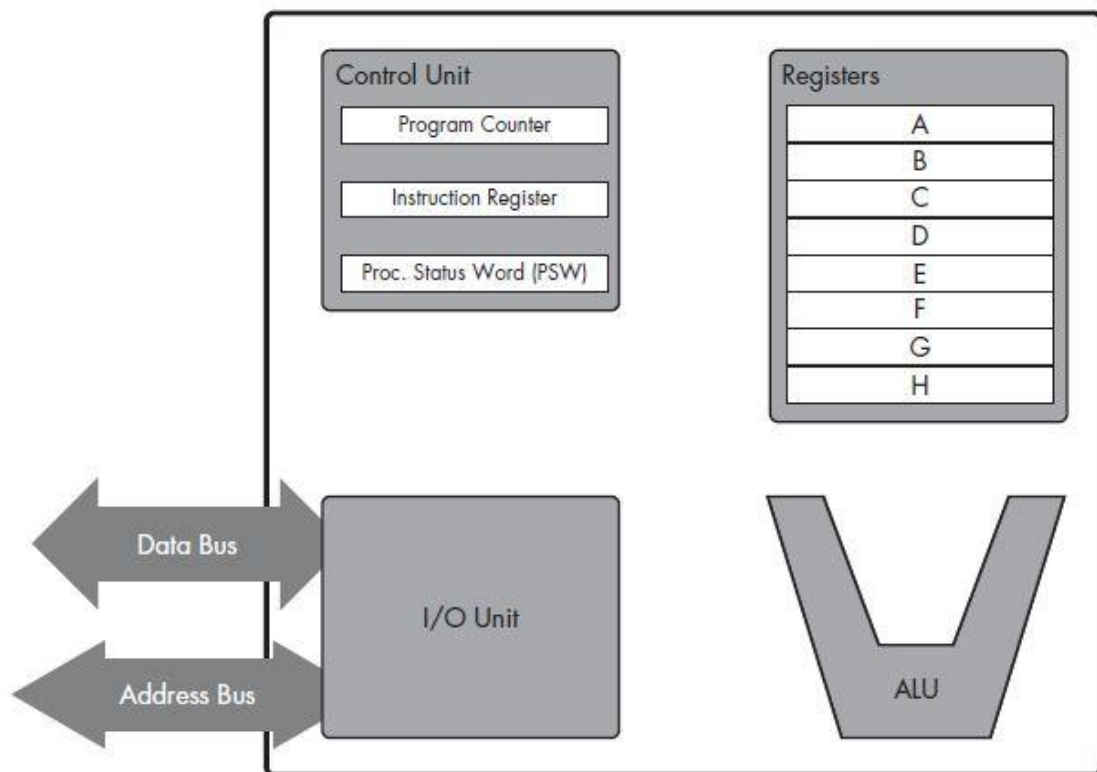 Control Unit
Program Counter
Instruction Register
Proc. Status Word (PSW)
Registers
A
B
C
D
E
F
G
H
Data Bus
Address Bus
I/O Unit
ALU